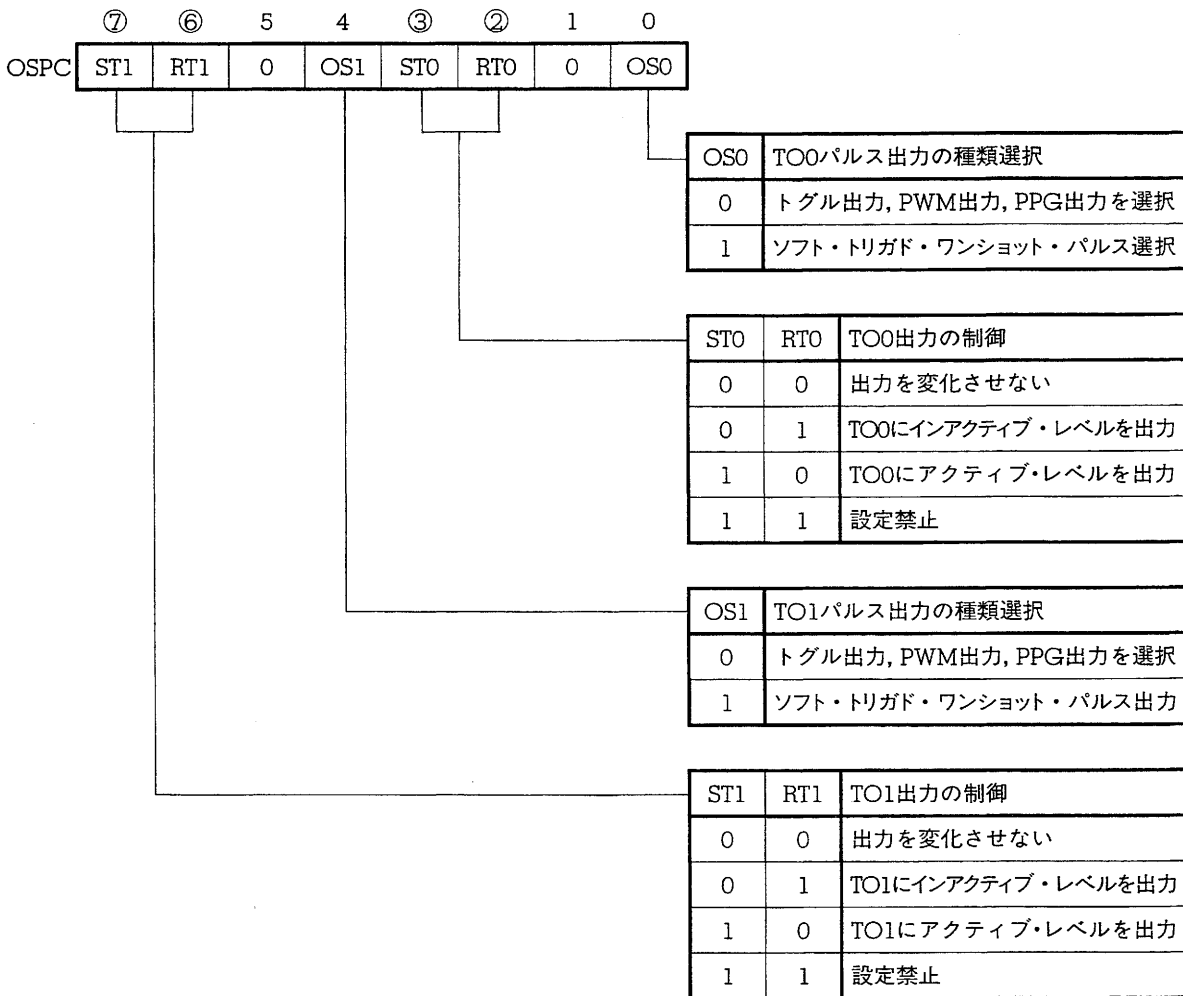 ⑦ ⑥ 5 4 ③ ② 1 0
OSPC ST1 RT1 0 OS1 ST0 RT0 0 OS0
OS0 TO0パルス出力の種類選択
0 トグル出力, PWM出力, PPG出力を選択
1 ソフト・トリガド・ワンショット・パルス選択
ST0 RT0 TO0出力の制御
0 0 出力を変化させない
0 1 TO0にインアクティブ・レベルを出力
1 0 TO0にアクティブ・レベルを出力
1 1 設定禁止
OS1 TO1パルス出力の種類選択
0 トグル出力, PWM出力, PPG出力を選択
1 ソフト・トリガド・ワンショット・パルス出力
ST1 RT1 TO1出力の制御
0 0 出力を変化させない
0 1 TO1にインアクティブ・レベルを出力
1 0 TO1にアクティブ・レベルを出力
1 1 設定禁止